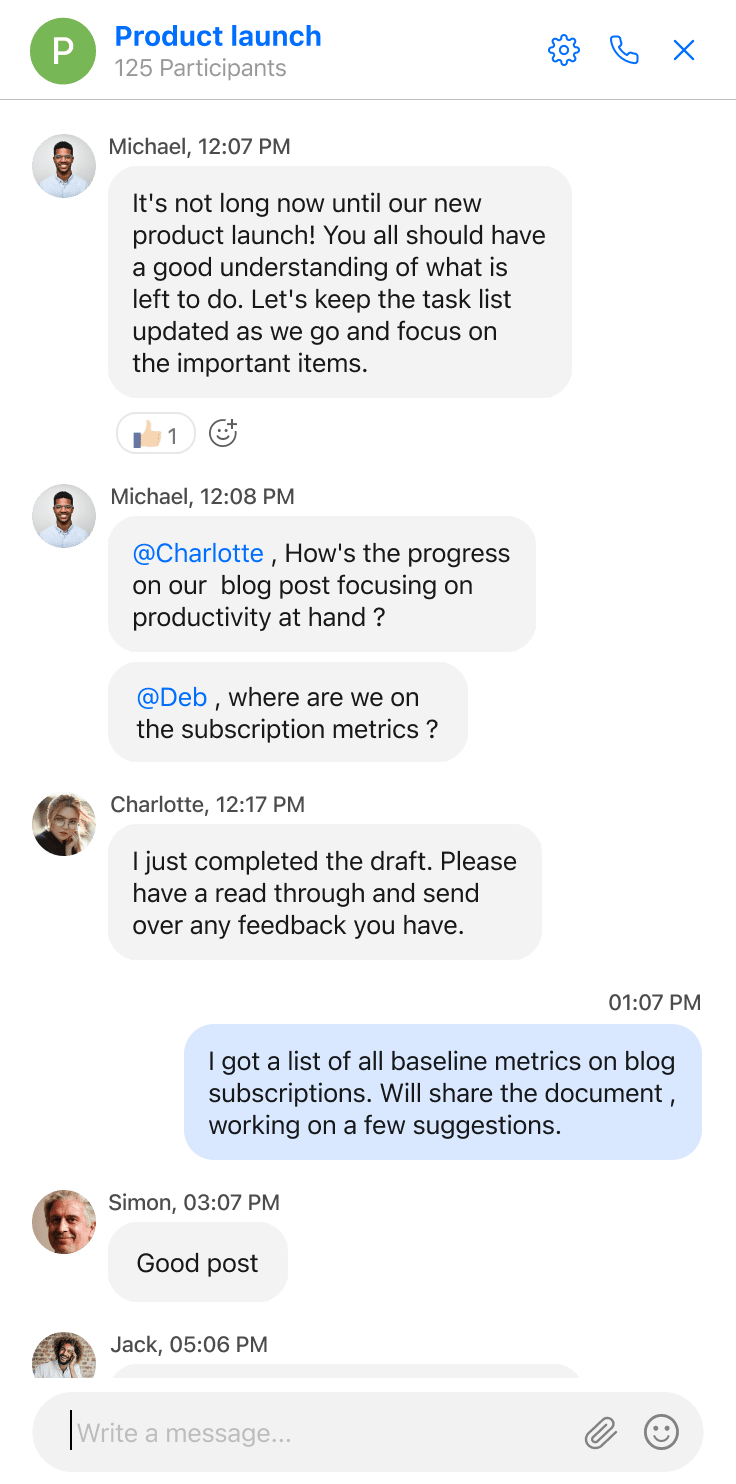 P
Product launch
125 Participants
Michael, 12:07 PM
It's not long now until our new
product launch! You all should have
a good understanding of what is
left to do. Let's keep the task list
updated as we go and focus on
the important items.
1
Michael, 12:08 PM
@Charlotte , How's the progress
on our  blog post focusing on
productivity at hand ?
@Deb , where are we on
the subscription metrics ?
Charlotte, 12:17 PM
I just completed the draft. Please
have a read through and send
over any feedback you have.
01:07 PM
I got a list of all baseline metrics on blog
subscriptions. Will share the document ,
working on a few suggestions.
Simon, 03:07 PM
Good post
Jack, 05:06 PM
Write a message...